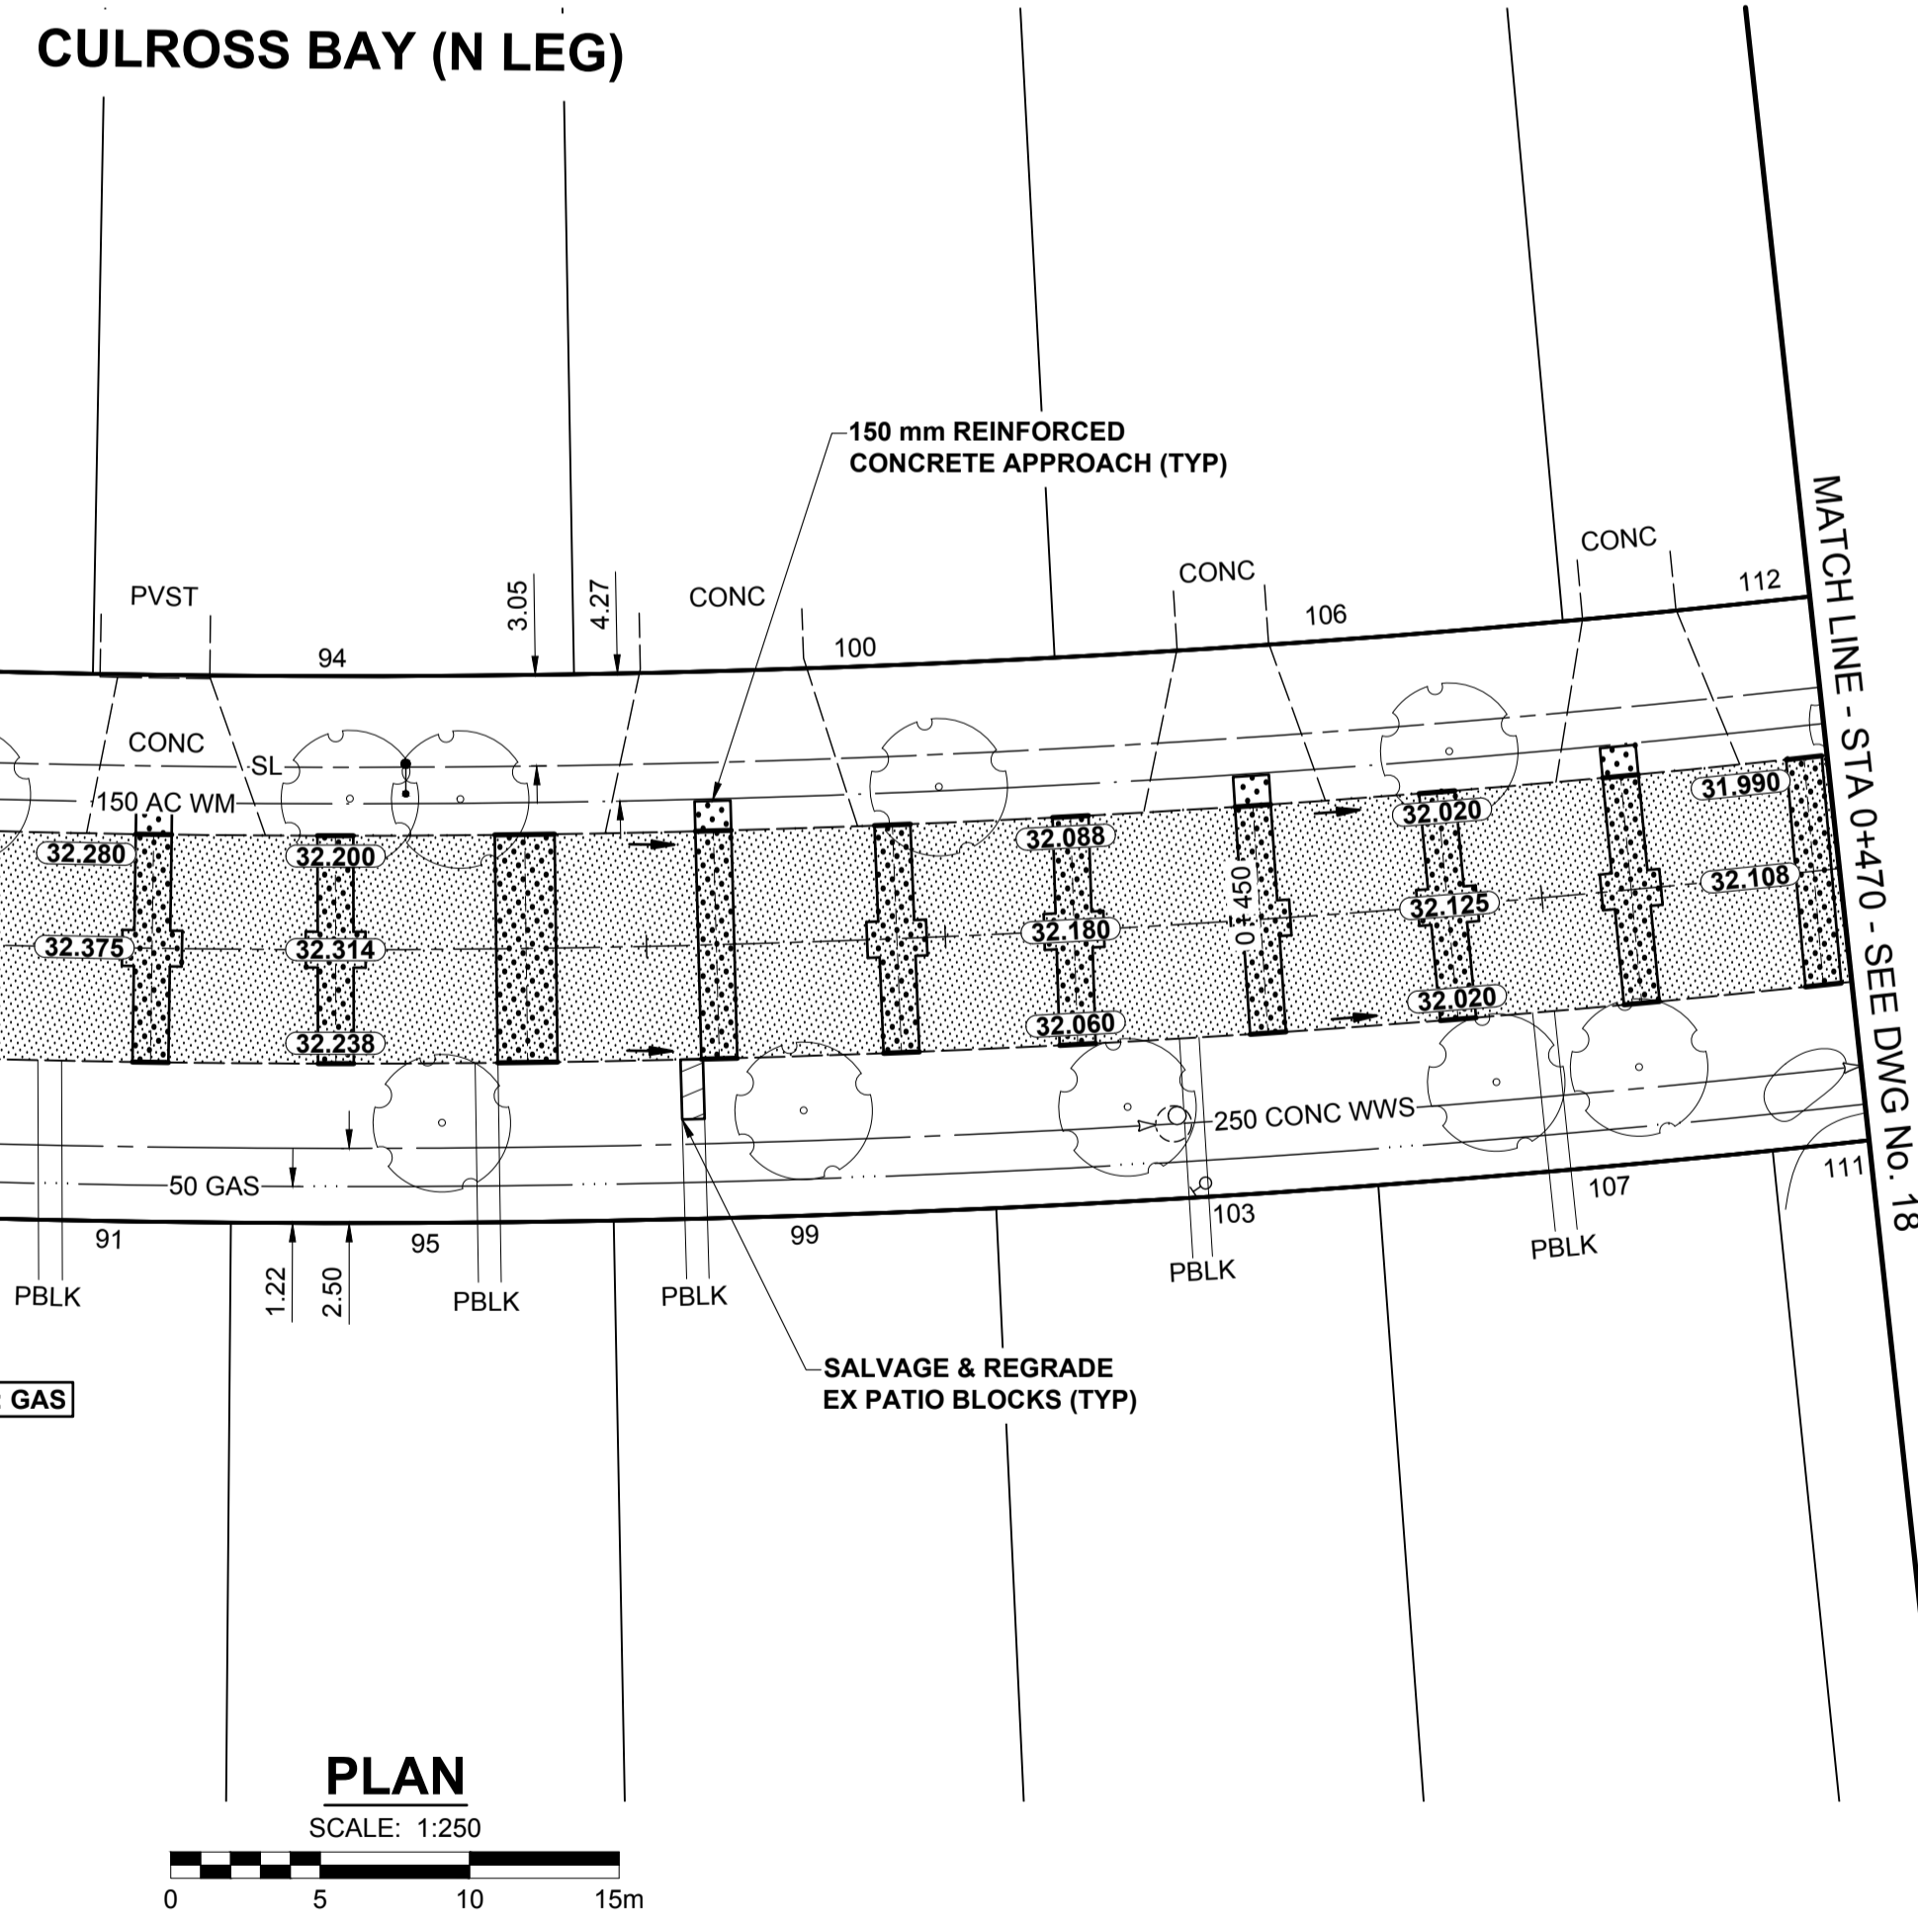 CULROSS BAY (N LEG)
150 mm REINFORCED
CONCRETE APPROACH (TYP)
MATCH LINE - STA 0+470 - SEE DWG No. 18
PVST
3.05
4.27
CONC
CONC
CONC
94
100
106
112
CONC
SL
150 AC WM
32.280
32.200
32.088
32.020
31.990
32.375
32.314
32.180
0+450
32.125
32.108
32.238
32.060
32.020
250 CONC WWS
50 GAS
91
95
99
103
107
111
1.22
2.50
PBLK
PBLK
PBLK
PBLK
PBLK
SALVAGE & REGRADE
EX PATIO BLOCKS (TYP)
GAS
PLAN
SCALE: 1:250
0 5 10 15m